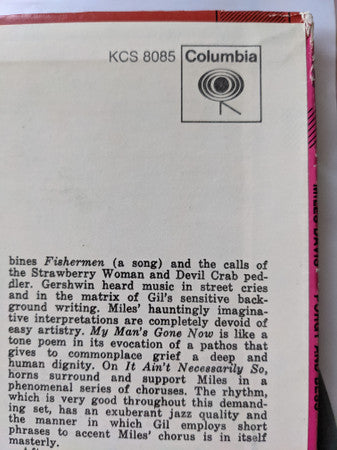 KCS 8085
Columbia
bines Fishermen (a song) and the calls of
the Strawberry Woman and Devil Crab ped-
dler. Gershwin heard music in street cries
and in the matrix of Gil's sensitive back-
ground writing. Miles' hauntingly imagina-
tive interpretations are completely devoid of
easy artistry. My Man's Gone Now is like a
tone poem in its evocation of a pathos that
gives to commonplace grief a deep and
human dignity. On It Ain't Necessarily So,
horns surround and support Miles in a
phenomenal series of choruses. The rhythm,
which is very good throughout this demand-
ing set, has an exuberant jazz quality and
the manner in which Gil employs short
phrases to accent Miles' chorus is in itself
masterly.
MILES DAVIS — PORGY AND BESS